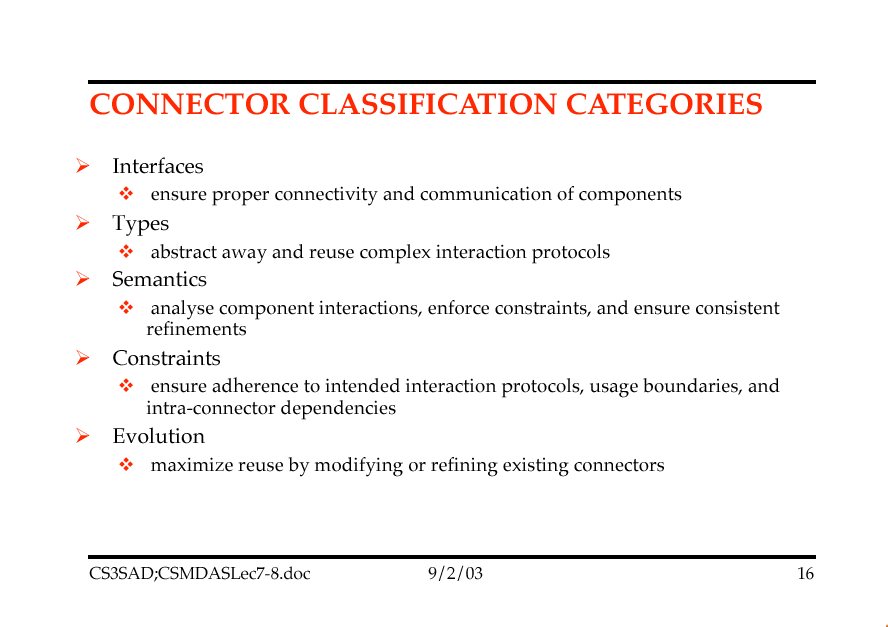 CONNECTOR CLASSIFICATION CATEGORIES
➢ Interfaces
❖ ensure proper connectivity and communication of components
➢ Types
❖ abstract away and reuse complex interaction protocols
➢ Semantics
❖ analyse component interactions, enforce constraints, and ensure consistent
refinements
➢ Constraints
❖ ensure adherence to intended interaction protocols, usage boundaries, and
intra-connector dependencies
➢ Evolution
❖ maximize reuse by modifying or refining existing connectors
CS3SAD;CSMDASLec7-8.doc 9/2/03 16